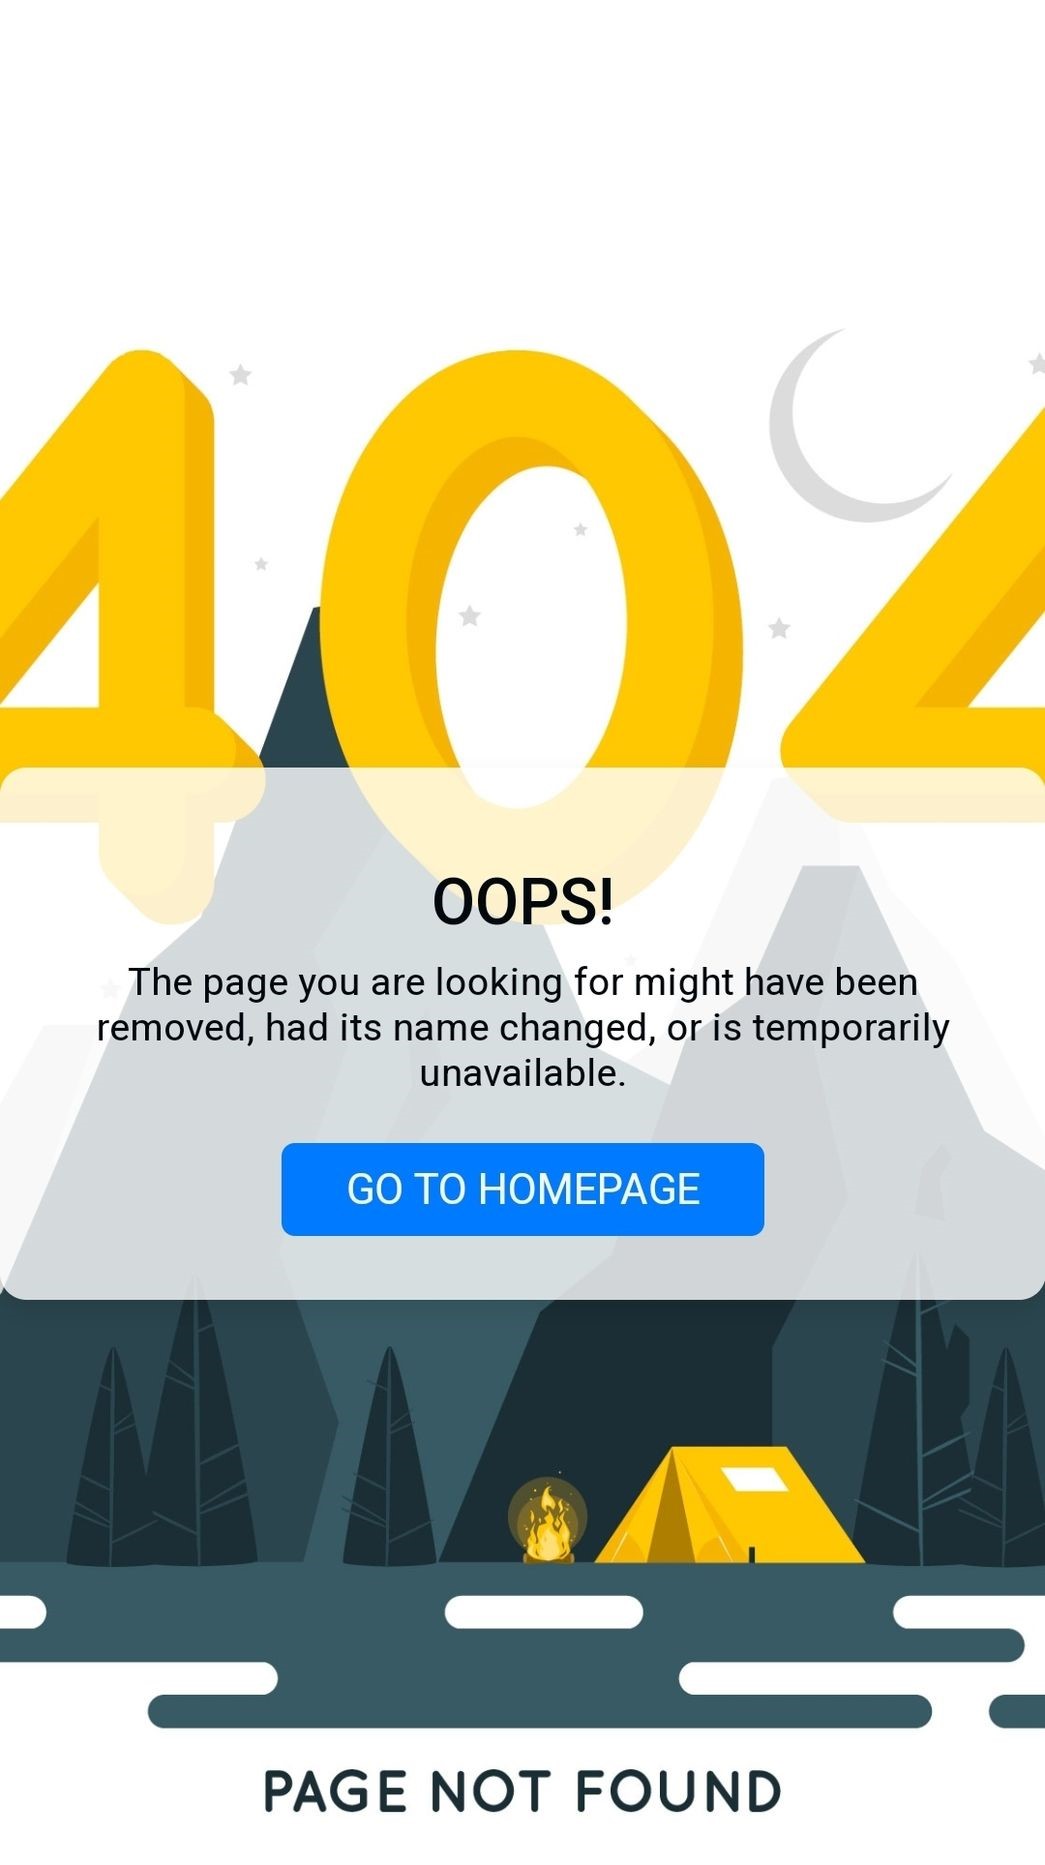 404
OOPS!
The page you are looking for might have been
removed, had its name changed, or is temporarily
unavailable.
GO TO HOMEPAGE
PAGE NOT FOUND